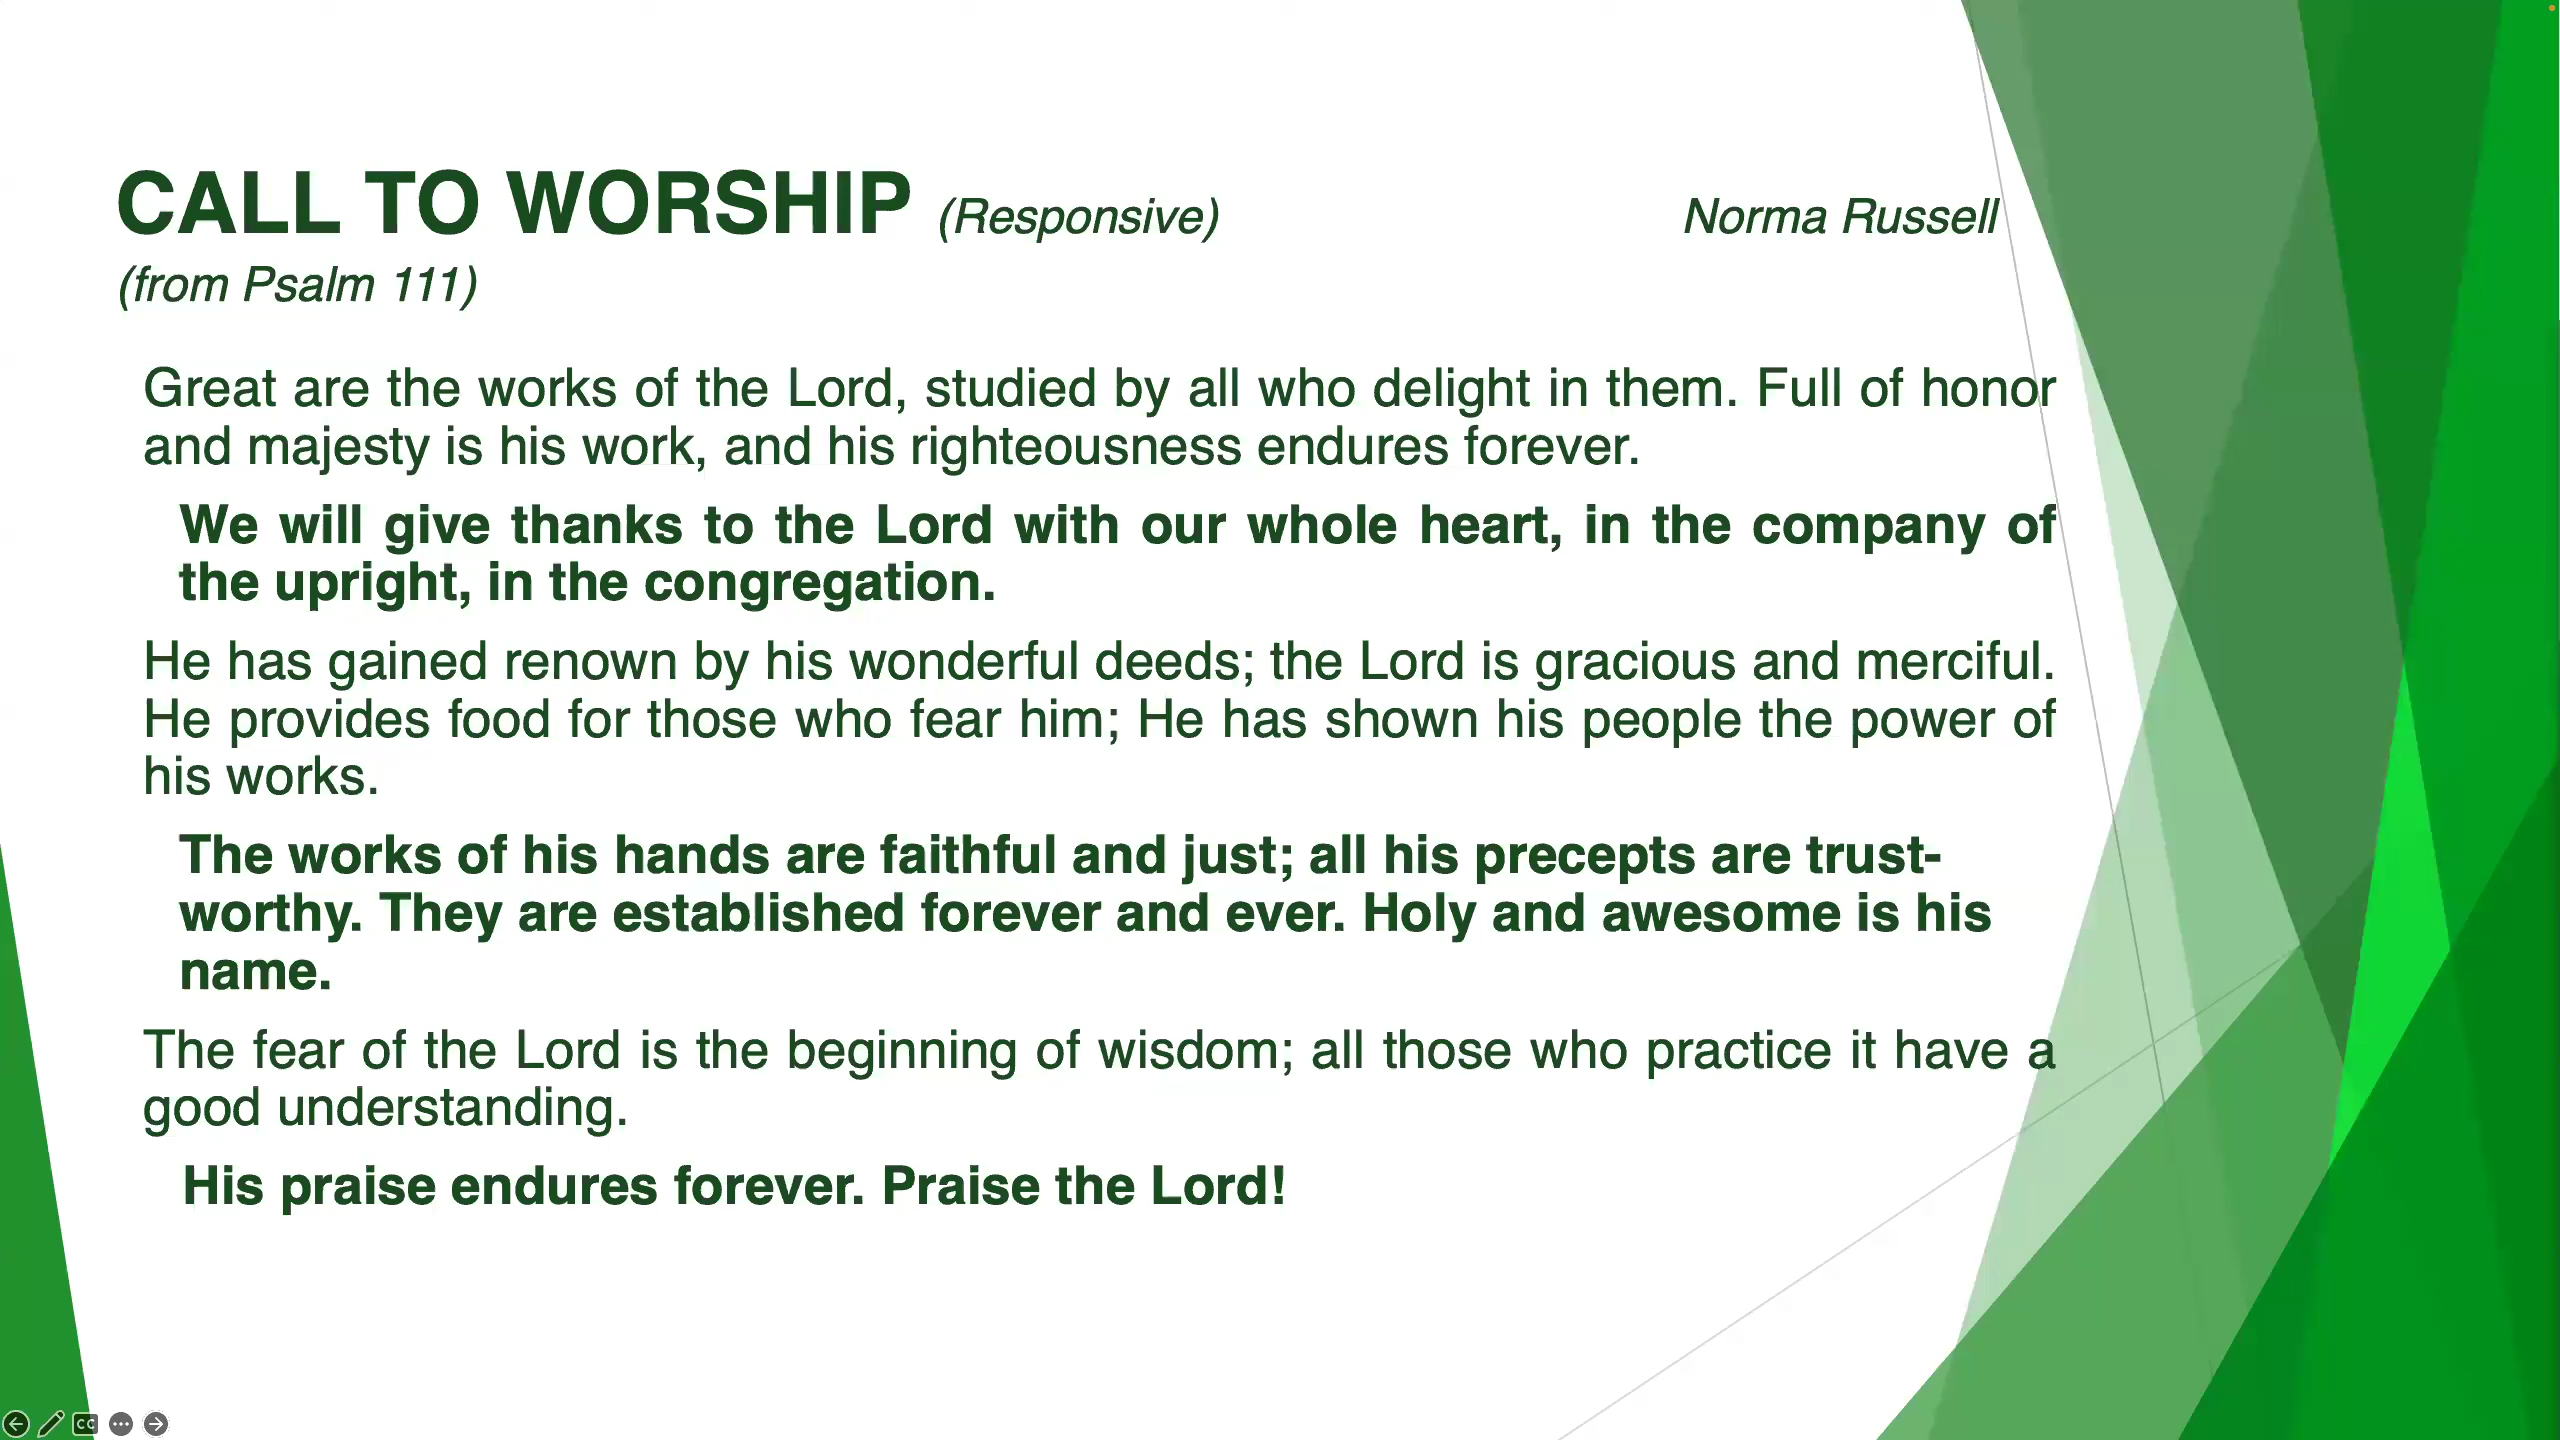 CALL TO WORSHIP (Responsive) Norma Russell
(from Psalm 111)
Great are the works of the Lord, studied by all who delight in them. Full of honor
and majesty is his work, and his righteousness endures forever.
We will give thanks to the Lord with our whole heart, in the company of
the upright, in the congregation.
He has gained renown by his wonderful deeds; the Lord is gracious and merciful.
He provides food for those who fear him; He has shown his people the power of
his works.
The works of his hands are faithful and just; all his precepts are trust-
worthy. They are established forever and ever. Holy and awesome is his
name.
The fear of the Lord is the beginning of wisdom; all those who practice it have a
good understanding.
His praise endures forever. Praise the Lord!
CC